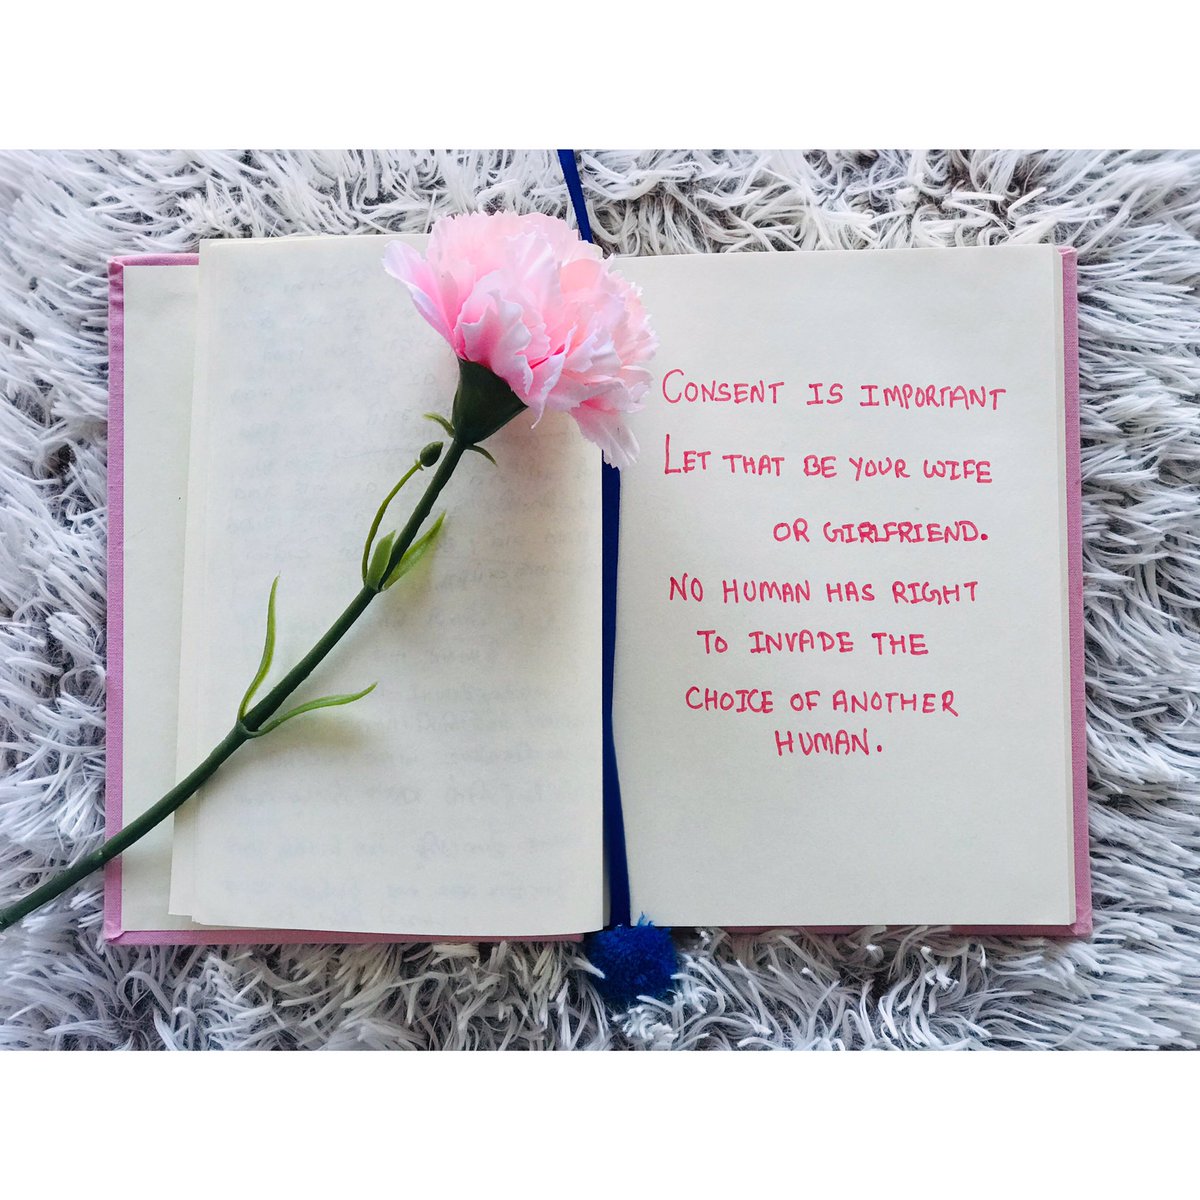 CONSENT IS IMPORTANT
LET THAT BE YOUR WIFE
OR GIRLFRIEND.
NO HUMAN HAS RIGHT
TO INVADE THE
CHOICE OF ANOTHER
HUMAN.